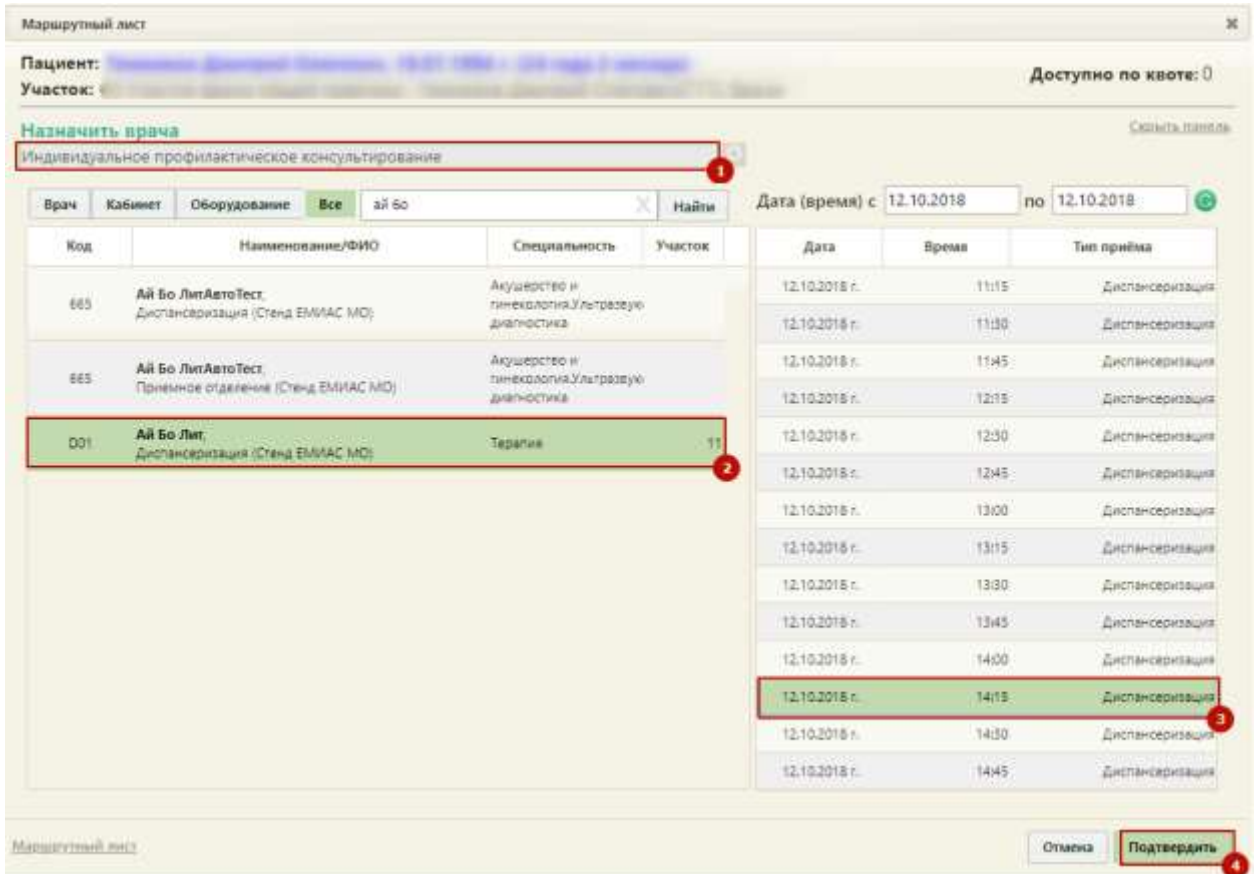 Маршрутный лист
Пациент:
Участок:
Доступно по квоте: 0
Назначить врача
Скрыть панель
Индивидуальное профилактическое консультирование
1
Врач Кабинет Оборудование Все ай бо X Найти
Дата (время) с 12.10.2018 по 12.10.2018
Код Наименование/ФИО Специальность Участок
665 Ай Бо ЛитАвтоТест,
Диспансеризация (Стенд ЕМИАС МО)
Акушерство и
гинекология,Ультразвуко
диагностика
665 Ай Бо ЛитАвтоТест,
Приемное отделение (Стенд ЕМИАС МО)
Акушерство и
гинекология,Ультразвуко
диагностика
D01 Ай Бо Лит,
Диспансеризация (Стенд ЕМИАС МО)
Терапия 11
2
Дата Время Тип приёма
12.10.2018 г. 11:15 Диспансеризация
12.10.2018 г. 11:30 Диспансеризация
12.10.2018 г. 11:45 Диспансеризация
12.10.2018 г. 12:15 Диспансеризация
12.10.2018 г. 12:30 Диспансеризация
12.10.2018 г. 12:45 Диспансеризация
12.10.2018 г. 13:00 Диспансеризация
12.10.2018 г. 13:15 Диспансеризация
12.10.2018 г. 13:30 Диспансеризация
12.10.2018 г. 13:45 Диспансеризация
12.10.2018 г. 14:00 Диспансеризация
12.10.2018 г. 14:15 Диспансеризация
3
12.10.2018 г. 14:30 Диспансеризация
12.10.2018 г. 14:45 Диспансеризация
Маршрутный лист
Отмена Подтвердить
4